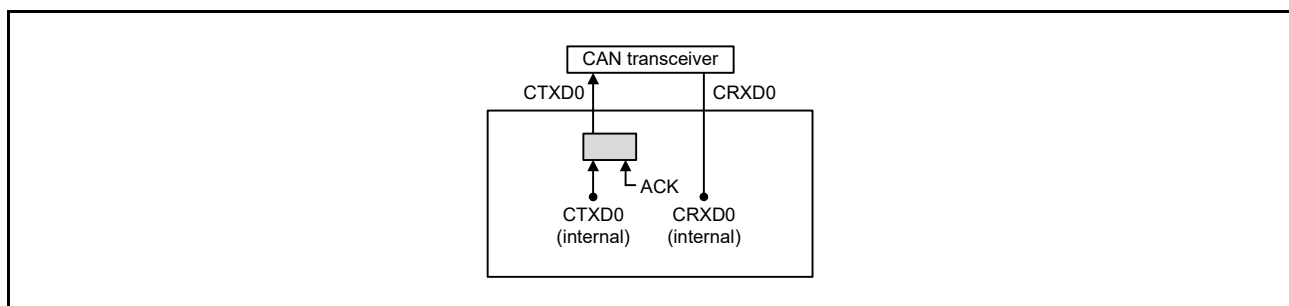 CAN transceiver
CTXD0
CRXD0
ACK
CTXD0
(internal)
CRXD0
(internal)